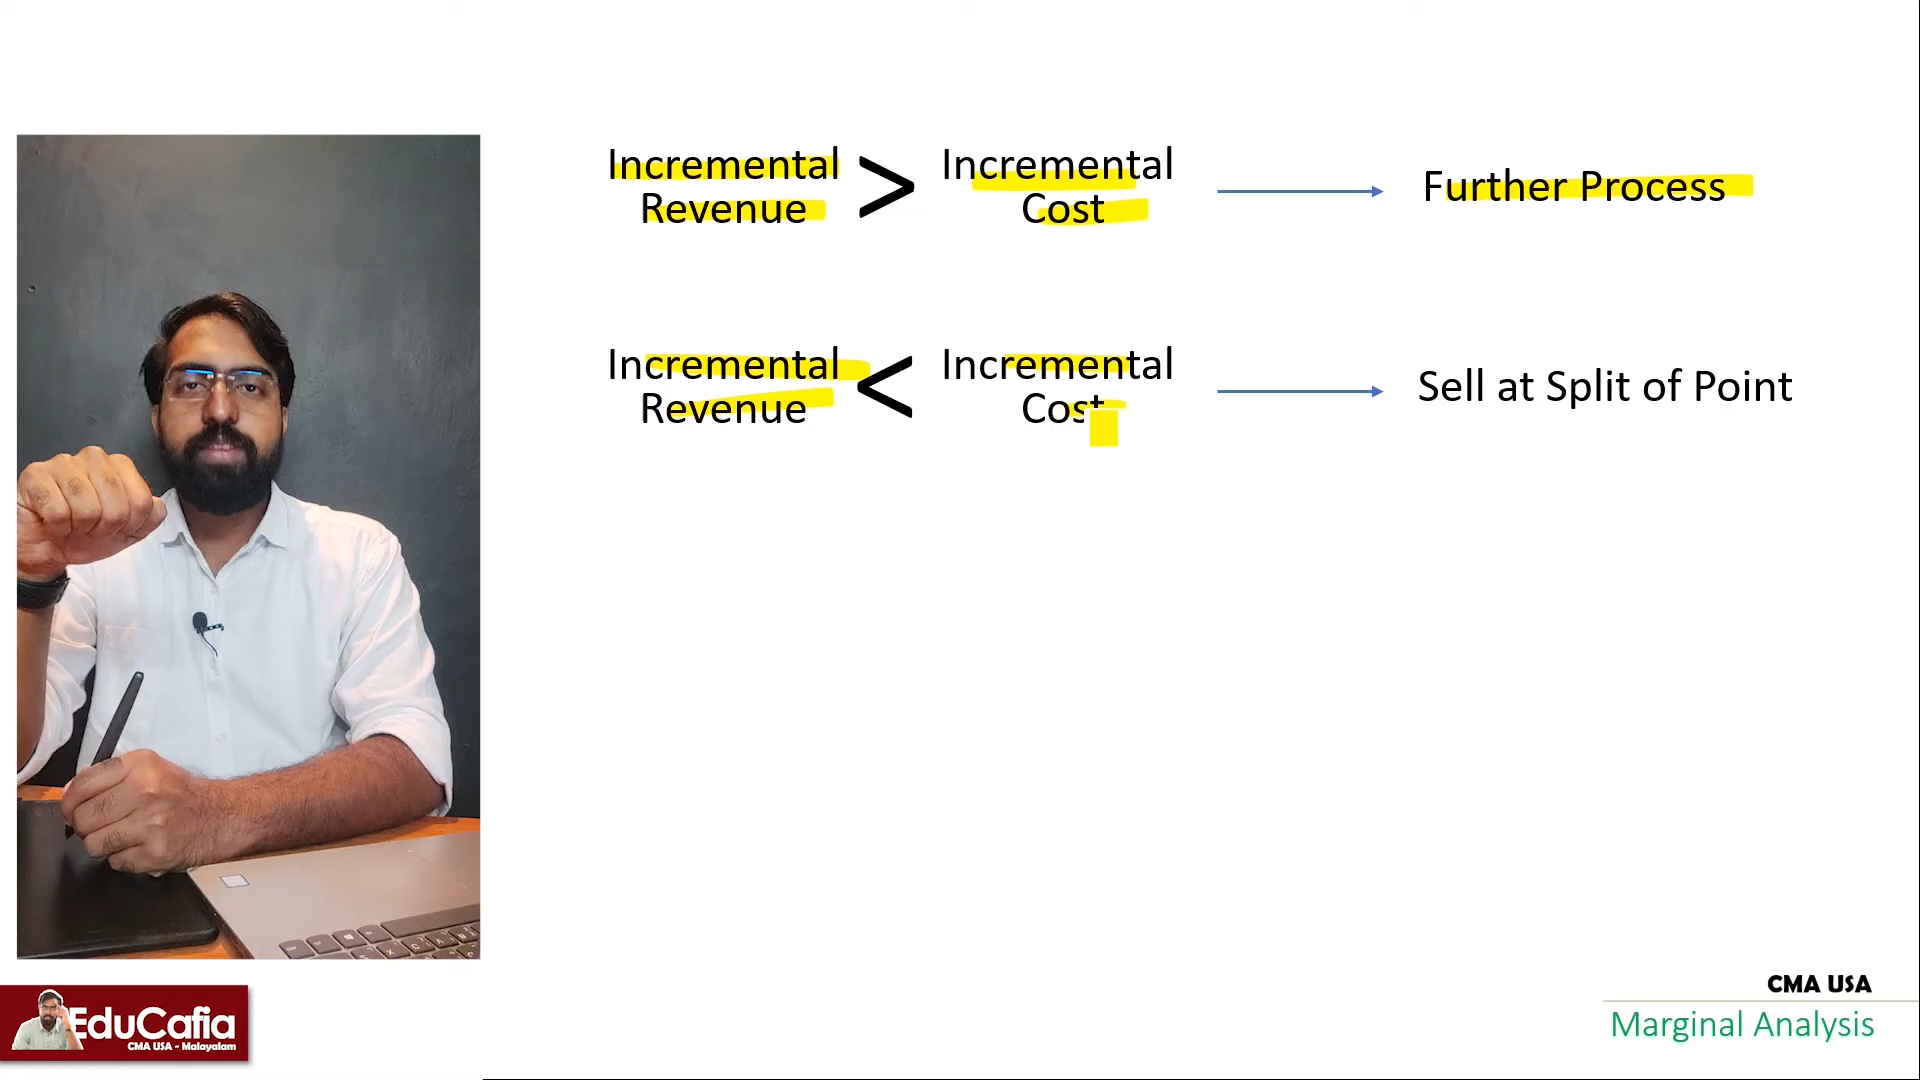 Incremental
Revenue
>
Incremental
Cost
Further Process
Incremental
Revenue
<
Incremental
Cost
Sell at Split of Point
EduCafia
CMA USA - Malayalam
CMA USA
Marginal Analysis